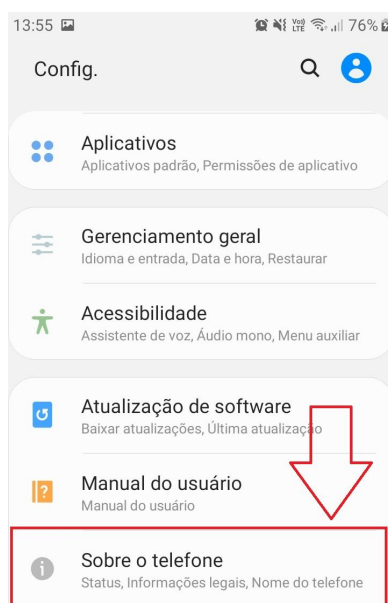 13:55 76%
Config.
Aplicativos
Aplicativos padrão, Permissões de aplicativo
Gerenciamento geral
Idioma e entrada, Data e hora, Restaurar
Acessibilidade
Assistente de voz, Áudio mono, Menu auxiliar
Atualização de software
Baixar atualizações, Última atualização
Manual do usuário
Manual do usuário
Sobre o telefone
Status, Informações legais, Nome do telefone